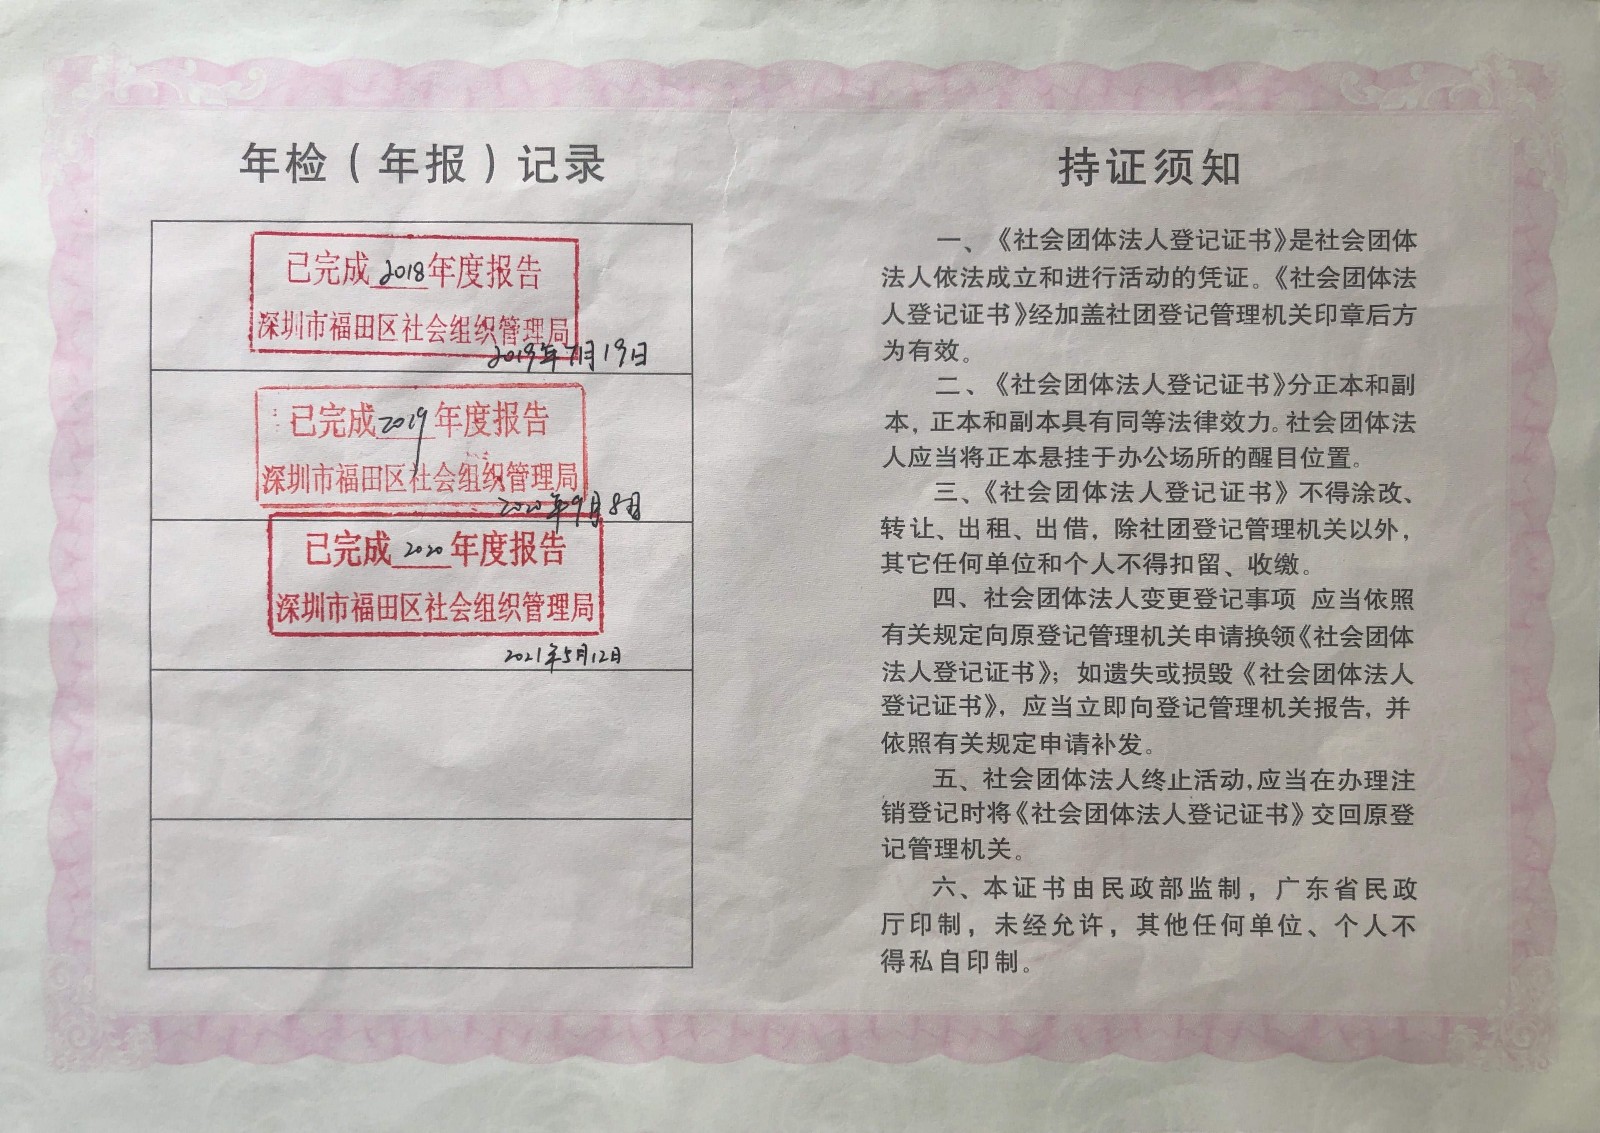 年检（年报）记录
已完成2018年度报告
深圳市福田区社会组织管理局
2019年7月19日
已完成2019年度报告
深圳市福田区社会组织管理局
2020年9月8日
已完成2020年度报告
深圳市福田区社会组织管理局
2021年5月12日
持证须知
一、《社会团体法人登记证书》是社会团体
法人依法成立和进行活动的凭证。《社会团体法
人登记证书》经加盖社团登记管理机关印章后方
为有效。
二、《社会团体法人登记证书》分正本和副
本，正本和副本具有同等法律效力。社会团体法
人应当将正本悬挂于办公场所的醒目位置。
三、《社会团体法人登记证书》不得涂改、
转让、出租、出借，除社团登记管理机关以外，
其它任何单位和个人不得扣留、收缴。
四、社会团体法人变更登记事项 应当依照
有关规定向原登记管理机关申请换领《社会团体
法人登记证书》；如遗失或损毁《社会团体法人
登记证书》，应当立即向登记管理机关报告，并
依照有关规定申请补发。
五、社会团体法人终止活动，应当在办理注
销登记时将《社会团体法人登记证书》交回原登
记管理机关。
六、本证书由民政部监制，广东省民政
厅印制，未经允许，其他任何单位、个人不
得私自印制。